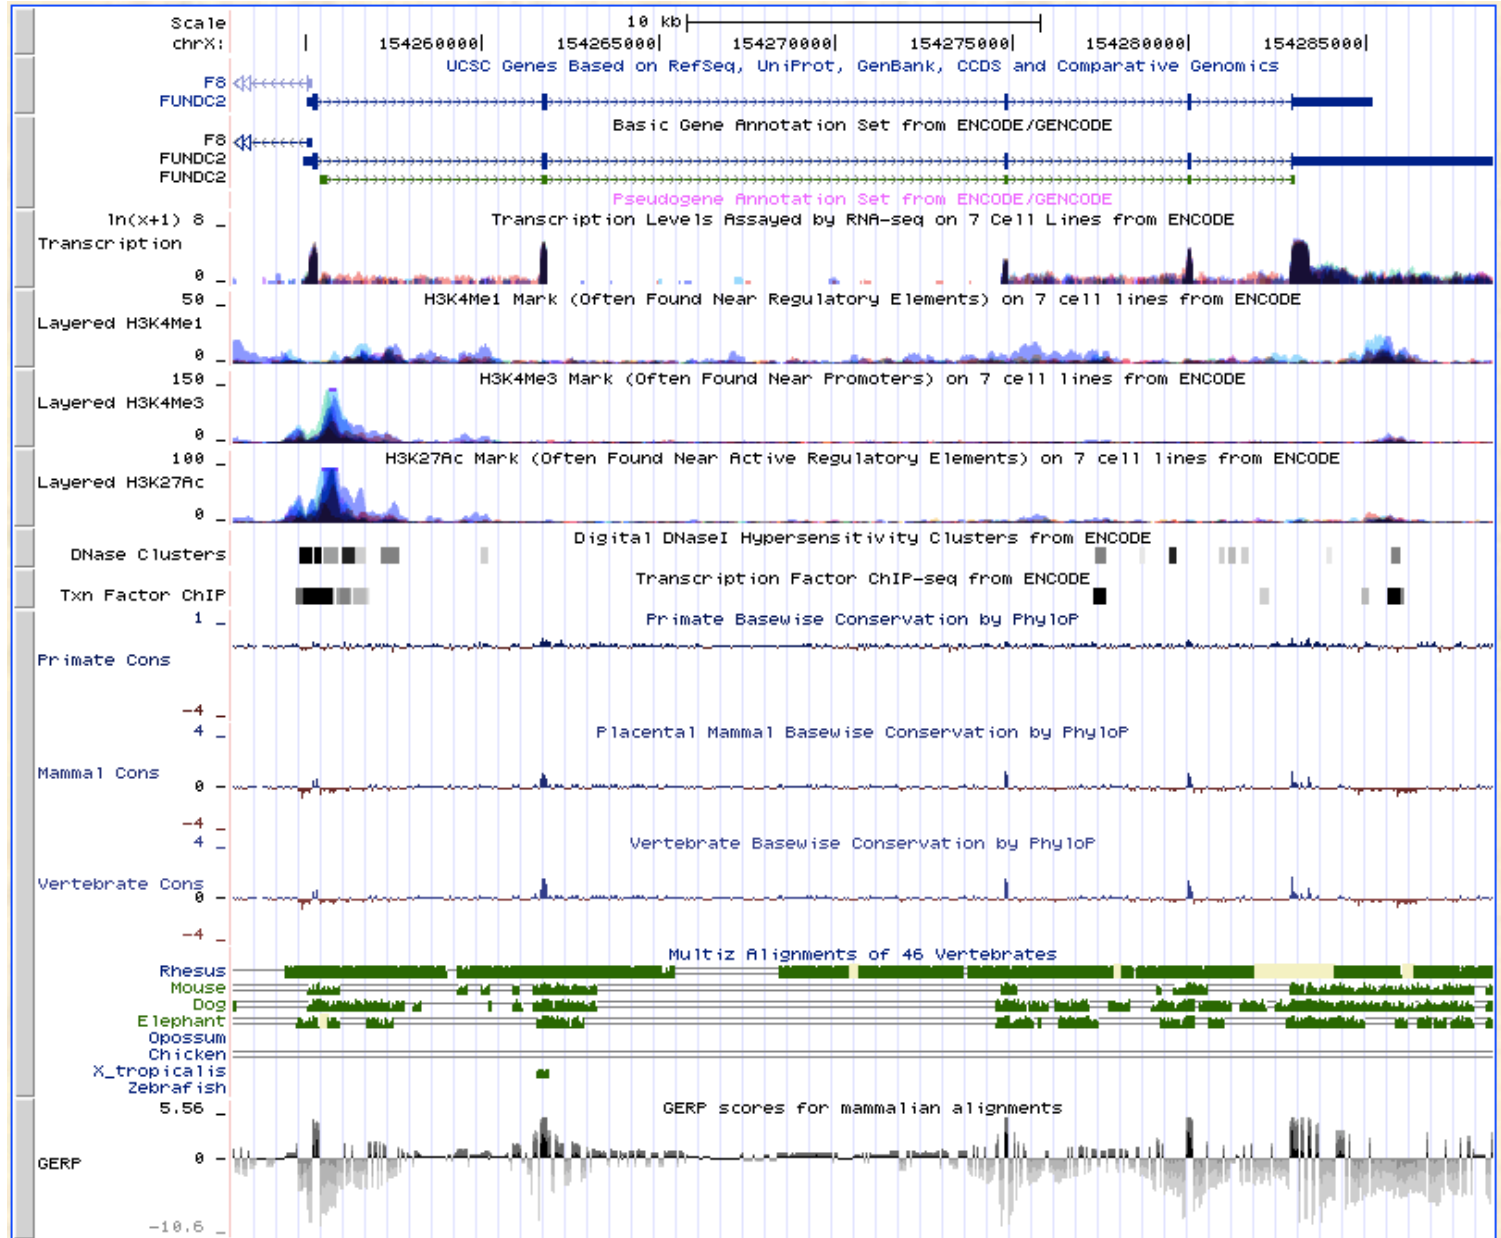 Scale 10 kb
chrX: 154260000 154265000 154270000 154275000 154280000 154285000
UCSC Genes Based on RefSeq, UniProt, GenBank, CCDS and Comparative Genomics
F8
FUNDC2
Basic Gene Annotation Set from ENCODE/GENCODE
F8
FUNDC2
FUNDC2
Pseudogene Annotation Set from ENCODE/GENCODE
ln(x+1) 8 _ Transcription Levels Assayed by RNA-seq on 7 Cell Lines from ENCODE
Transcription
0 _
50 _ H3K4Me1 Mark (Often Found Near Regulatory Elements) on 7 cell lines from ENCODE
Layered H3K4Me1
0 _
150 _ H3K4Me3 Mark (Often Found Near Promoters) on 7 cell lines from ENCODE
Layered H3K4Me3
0 _
100 _ H3K27Ac Mark (Often Found Near Active Regulatory Elements) on 7 cell lines from ENCODE
Layered H3K27Ac
0 _
Digital DNaseI Hypersensitivity Clusters from ENCODE
DNase Clusters
Transcription Factor ChIP-seq from ENCODE
Txn Factor ChIP
1 _ Primate Basewise Conservation by PhyloP
Primate Cons
-4 _
4 _ Placental Mammal Basewise Conservation by PhyloP
Mammal Cons
0 -
-4 _
4 _ Vertebrate Basewise Conservation by PhyloP
Vertebrate Cons
0 -
-4 _
Multiz Alignments of 46 Vertebrates
Rhesus
Mouse
Dog
Elephant
Opossum
Chicken
X_tropicalis
Zebrafish
5.56 _ GERP scores for mammalian alignments
GERP
0 -
-10.6 _